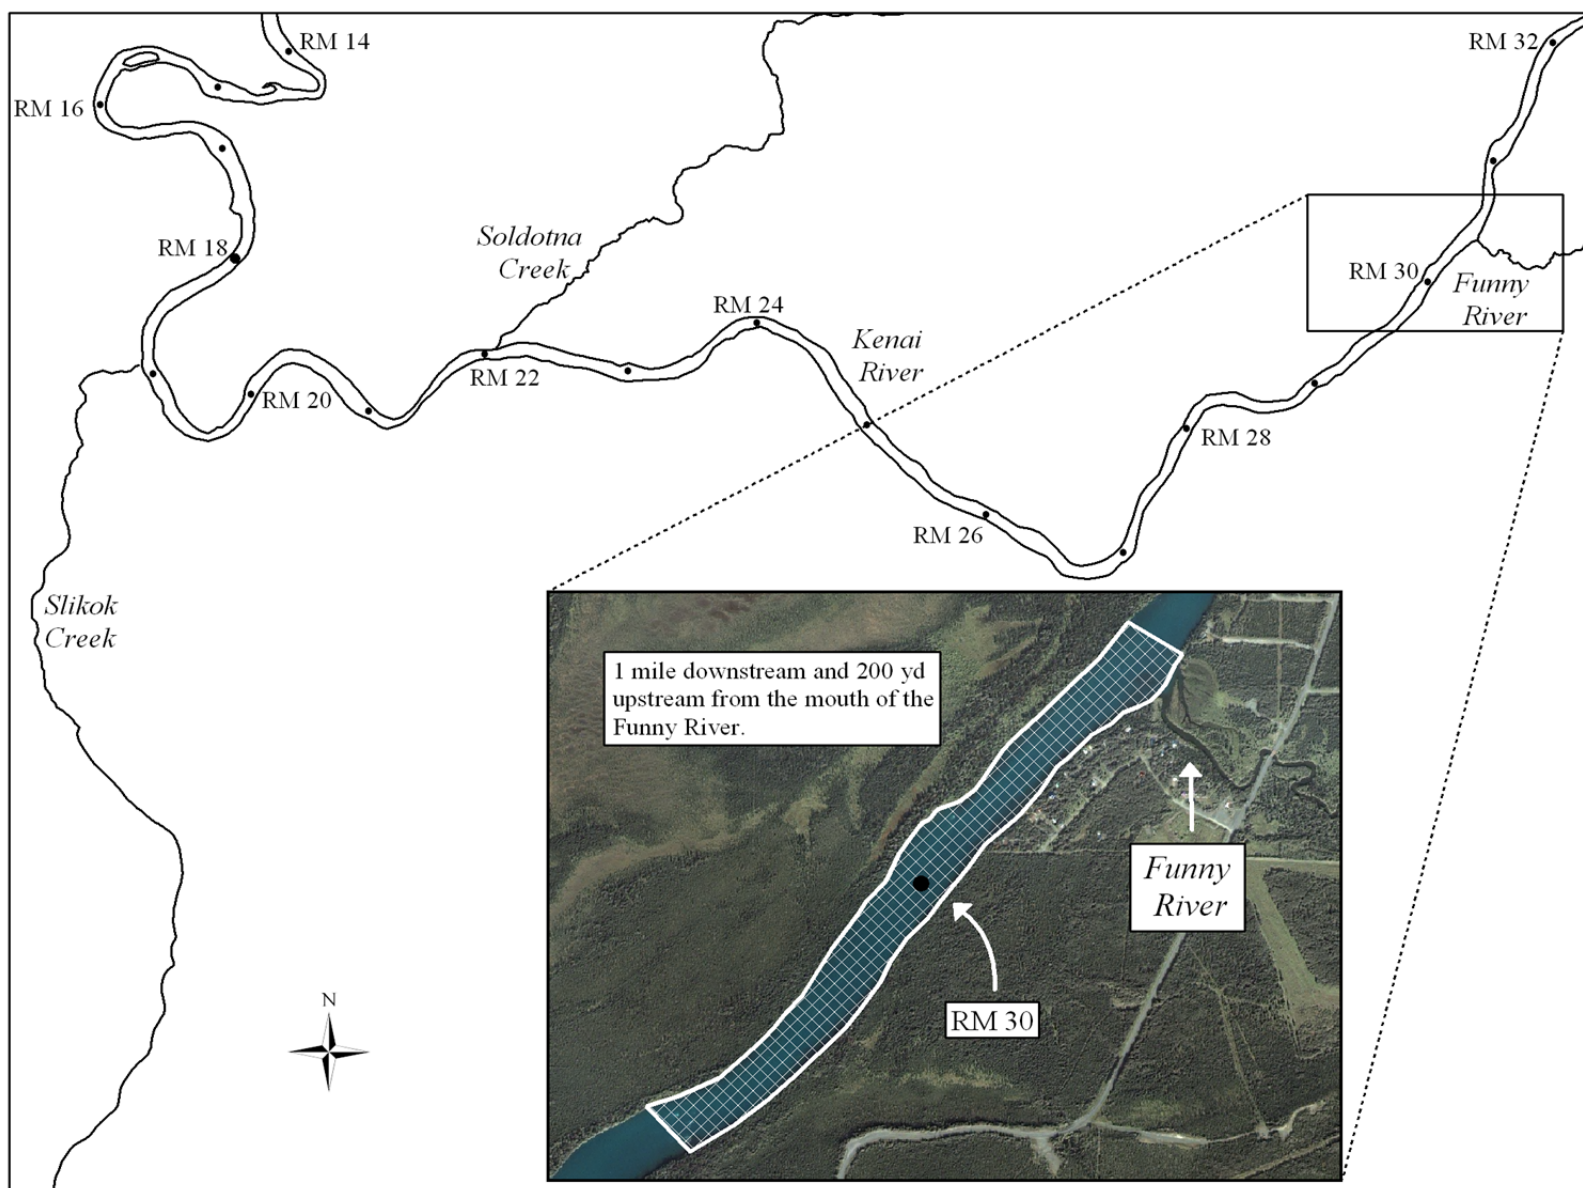 RM 14
RM 32
RM 16
Soldotna
Creek
RM 18
RM 30
Funny
River
RM 24
Kenai
River
RM 22
RM 20
RM 28
RM 26
Slikok
Creek
1 mile downstream and 200 yd
upstream from the mouth of the
Funny River.
Funny
River
RM 30
N